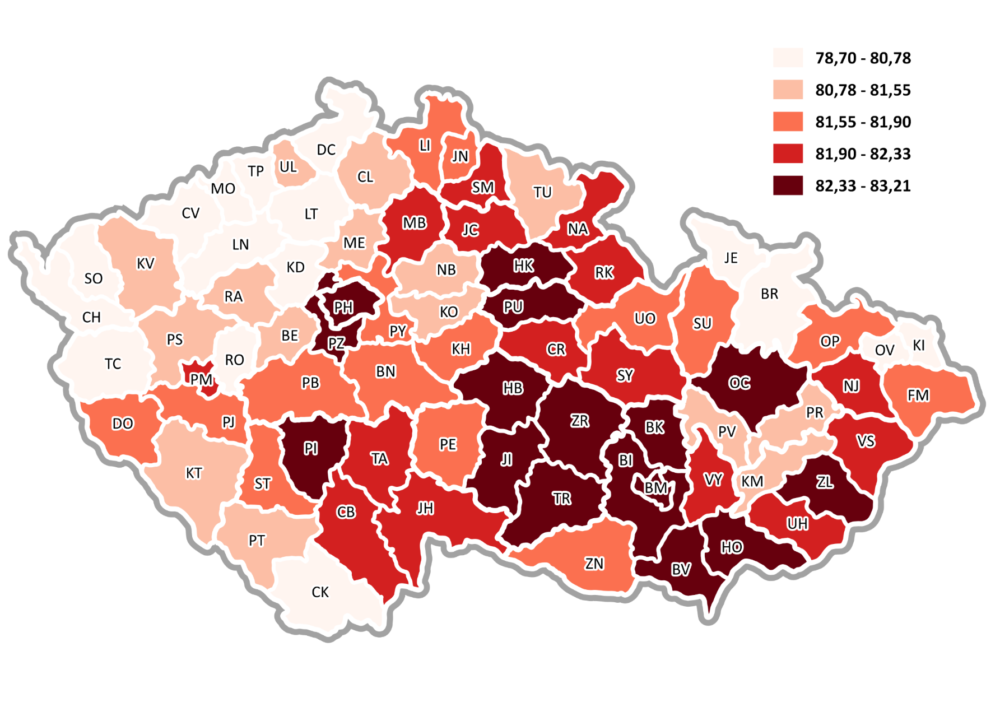 78,70 - 80,78
80,78 - 81,55
81,55 - 81,90
81,90 - 82,33
82,33 - 83,21
DC
LI
JN
TP
UL
CL
MO
SM
TU
CV
LT
MB
JC
NA
LN
ME
KV
SO
KD
NB
HK
RK
JE
RA
BR
CH
PH
KO
PU
UO
SU
PS
BE
PY
PZ
OP
KI
OV
TC
RO
KH
CR
PM
PB
BN
HB
SY
OC
NJ
FM
DO
PJ
ZR
BK
PR
PV
VS
PI
TA
PE
JI
BI
KT
ST
BM
VY
KM
ZL
TR
CB
JH
UH
PT
HO
ZN
BV
CK